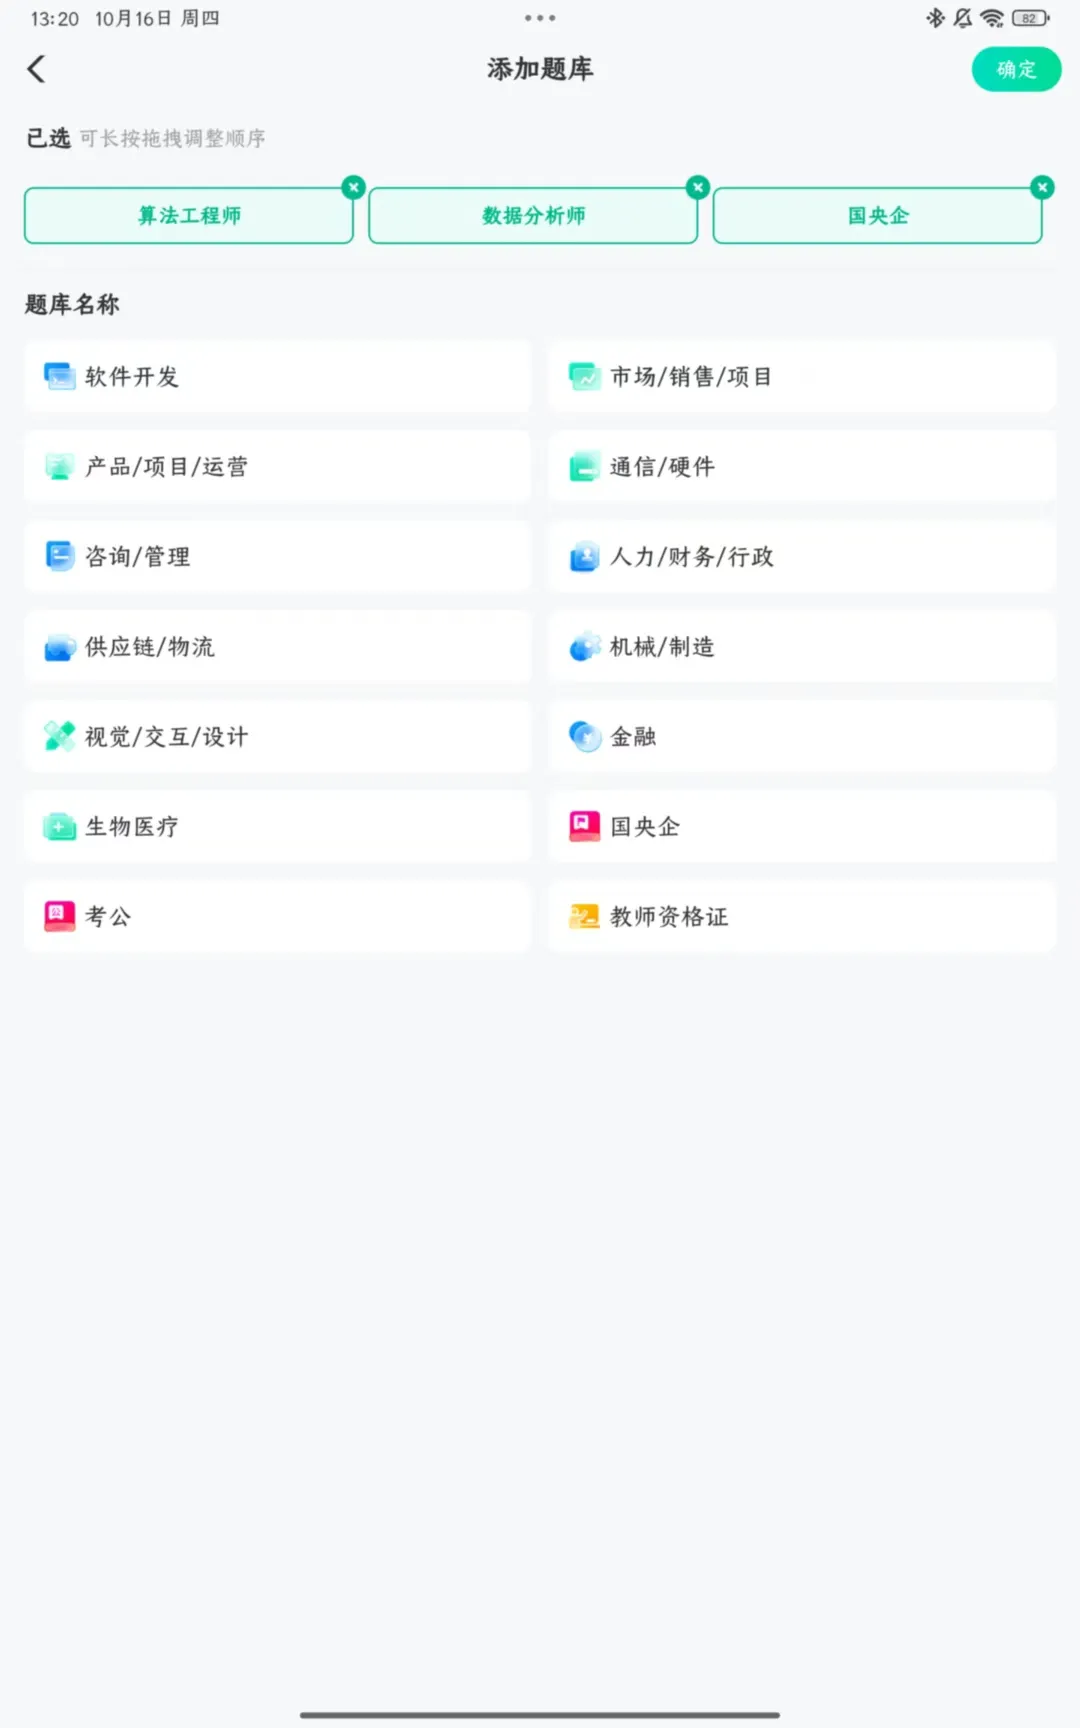 13:20 10月16日 周四
82
添加题库
确定
已选 可长按拖拽调整顺序
算法工程师 数据分析师 国央企
题库名称
软件开发 市场/销售/项目
产品/项目/运营 通信/硬件
咨询/管理 人力/财务/行政
供应链/物流 机械/制造
视觉/交互/设计 金融
生物医疗 国央企
考公 教师资格证